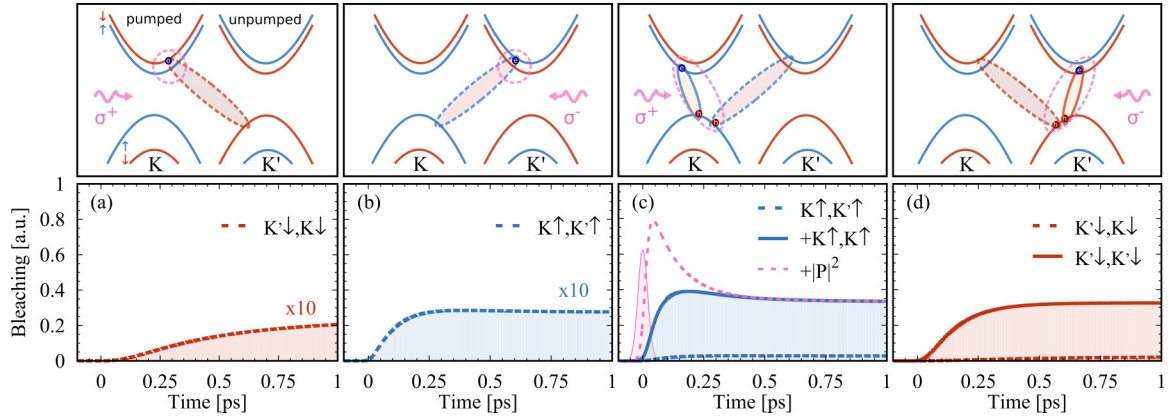 ↓ pumped unpumped
↑
e e e e
σ⁺ σ⁻ σ⁺ σ⁻
h h h h
↑
↓ K K' K K' K K' K K'
Bleaching [a.u.]
1
0.8
0.6
0.4
0.2
0
(a)
K'↓,K↓
x10
0 0.25 0.5 0.75 1
Time [ps]
(b)
K↑,K'↑
x10
0 0.25 0.5 0.75 1
Time [ps]
(c)
K↑,K'↑
+K↑,K↑
+|P|²
0 0.25 0.5 0.75 1
Time [ps]
(d)
K'↓,K↓
K'↓,K'↓
0 0.25 0.5 0.75 1
Time [ps]